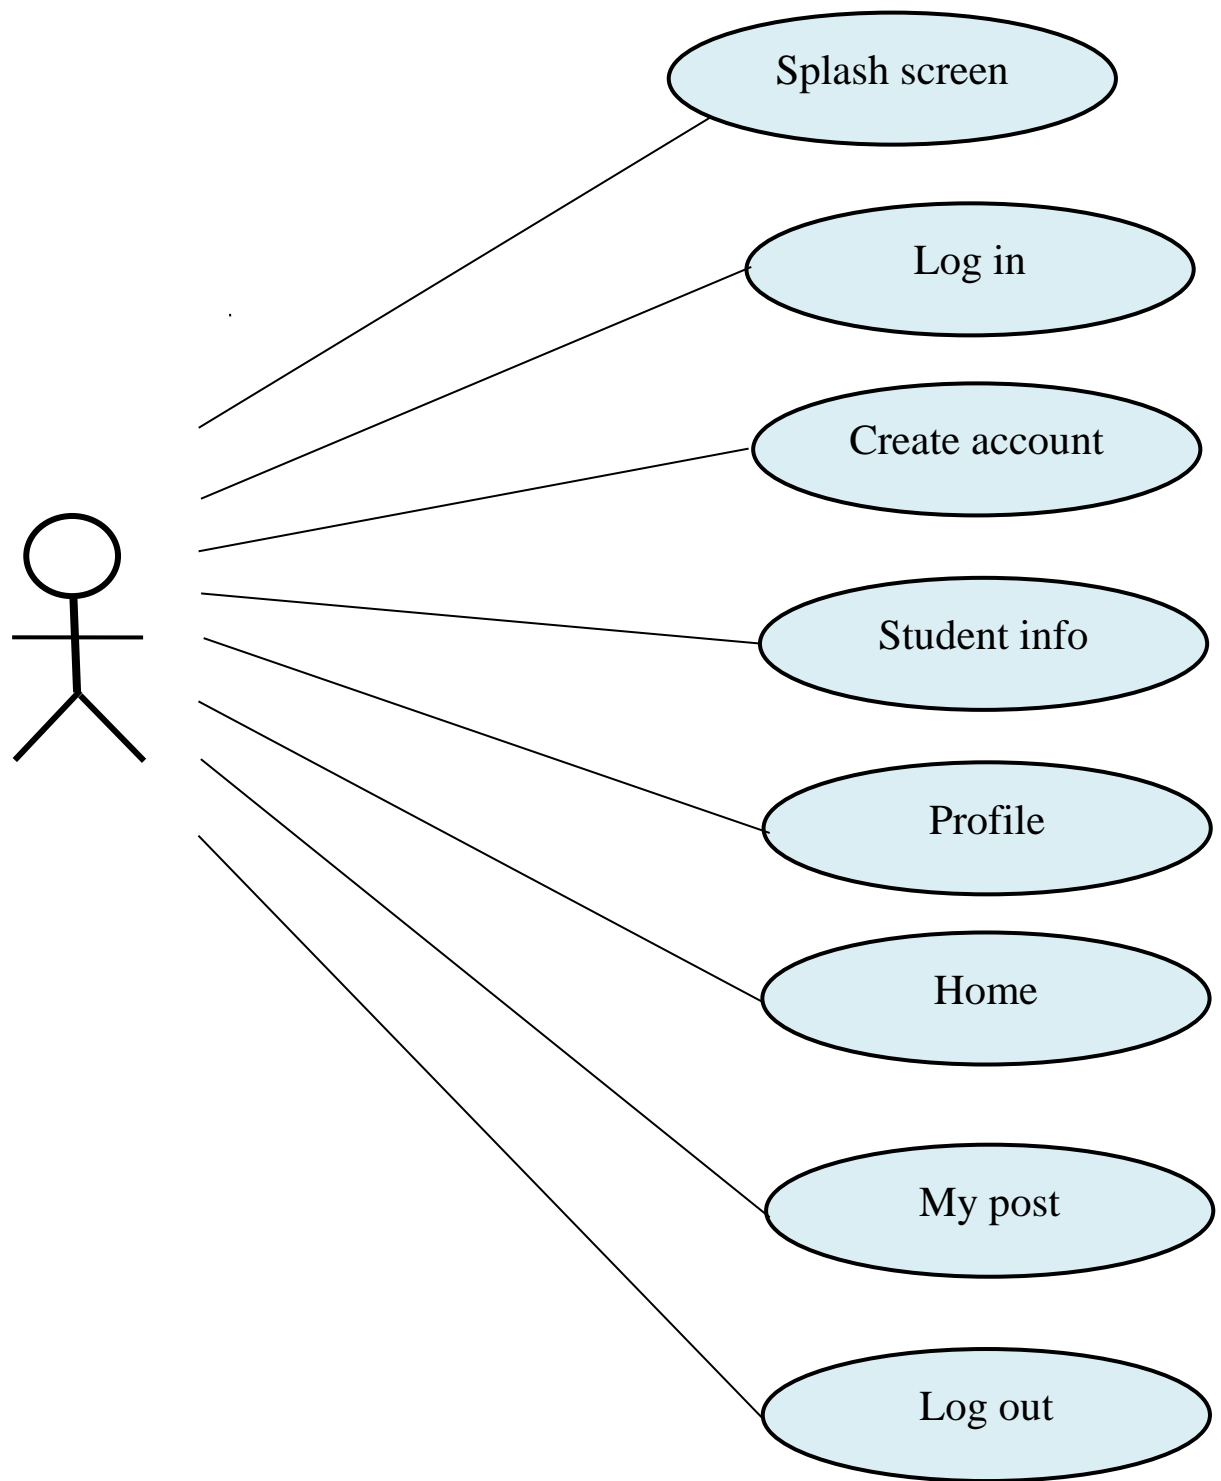 Splash screen
Log in
Create account
Student info
Profile
Home
My post
Log out